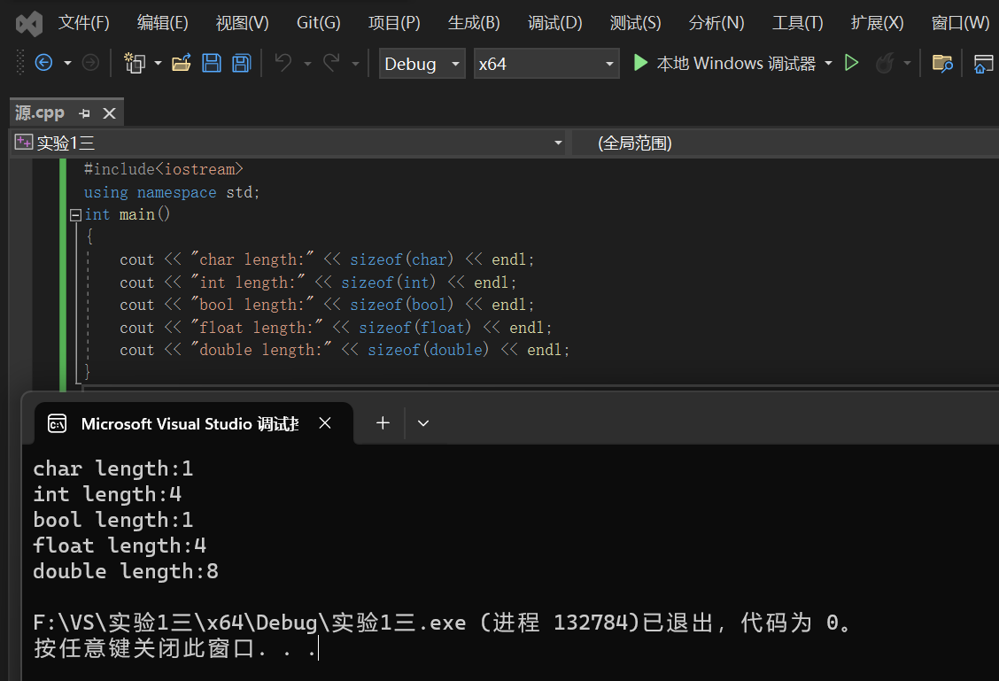 文件(F) 编辑(E) 视图(V) Git(G) 项目(P) 生成(B) 调试(D) 测试(S) 分析(N) 工具(T) 扩展(X) 窗口(W)
Debug x64 本地 Windows 调试器
源.cpp
实验1三 (全局范围)
#include<iostream>
using namespace std;
int main()
{
cout << "char length:" << sizeof(char) << endl;
cout << "int length:" << sizeof(int) << endl;
cout << "bool length:" << sizeof(bool) << endl;
cout << "float length:" << sizeof(float) << endl;
cout << "double length:" << sizeof(double) << endl;
}
Microsoft Visual Studio 调试
char length:1
int length:4
bool length:1
float length:4
double length:8
F:\VS\实验1三\x64\Debug\实验1三.exe (进程 132784)已退出，代码为 0。
按任意键关闭此窗口. . .